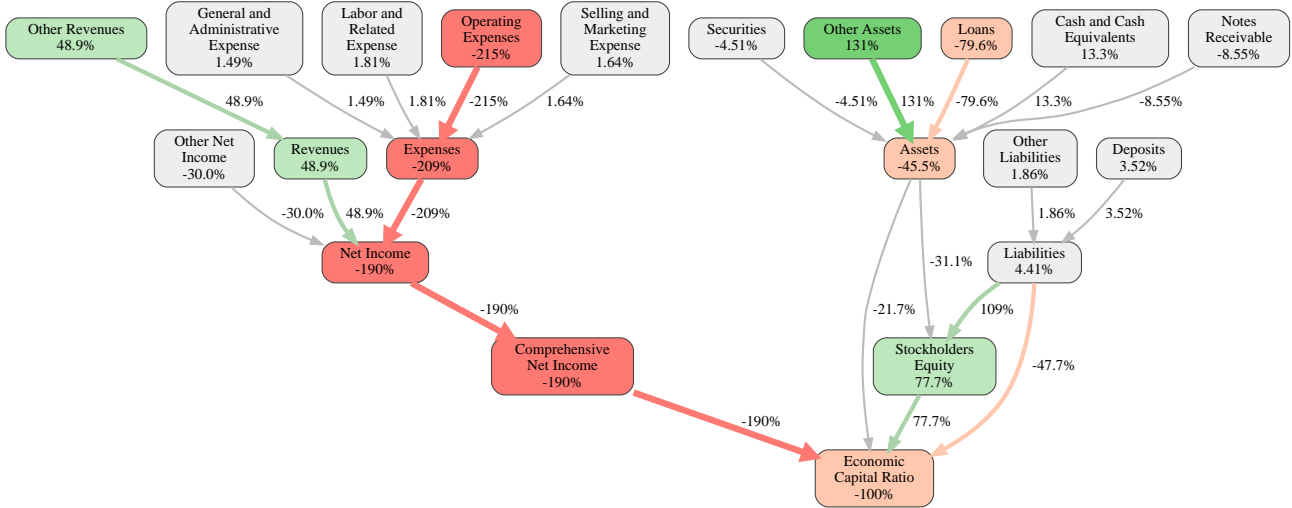 Other Revenues
48.9%
General and
Administrative
Expense
1.49%
Labor and
Related
Expense
1.81%
Operating
Expenses
-215%
Selling and
Marketing
Expense
1.64%
Securities
-4.51%
Other Assets
131%
Loans
-79.6%
Cash and Cash
Equivalents
13.3%
Notes
Receivable
-8.55%
48.9%
1.49%
1.81%
-215%
1.64%
-4.51%
131%
-79.6%
13.3%
-8.55%
Other Net
Income
-30.0%
Revenues
48.9%
Expenses
-209%
Assets
-45.5%
Other
Liabilities
1.86%
Deposits
3.52%
-30.0%
48.9%
-209%
1.86%
3.52%
Net Income
-190%
-31.1%
Liabilities
4.41%
-190%
-21.7%
109%
Comprehensive
Net Income
-190%
Stockholders
Equity
77.7%
-47.7%
-190%
77.7%
Economic
Capital Ratio
-100%